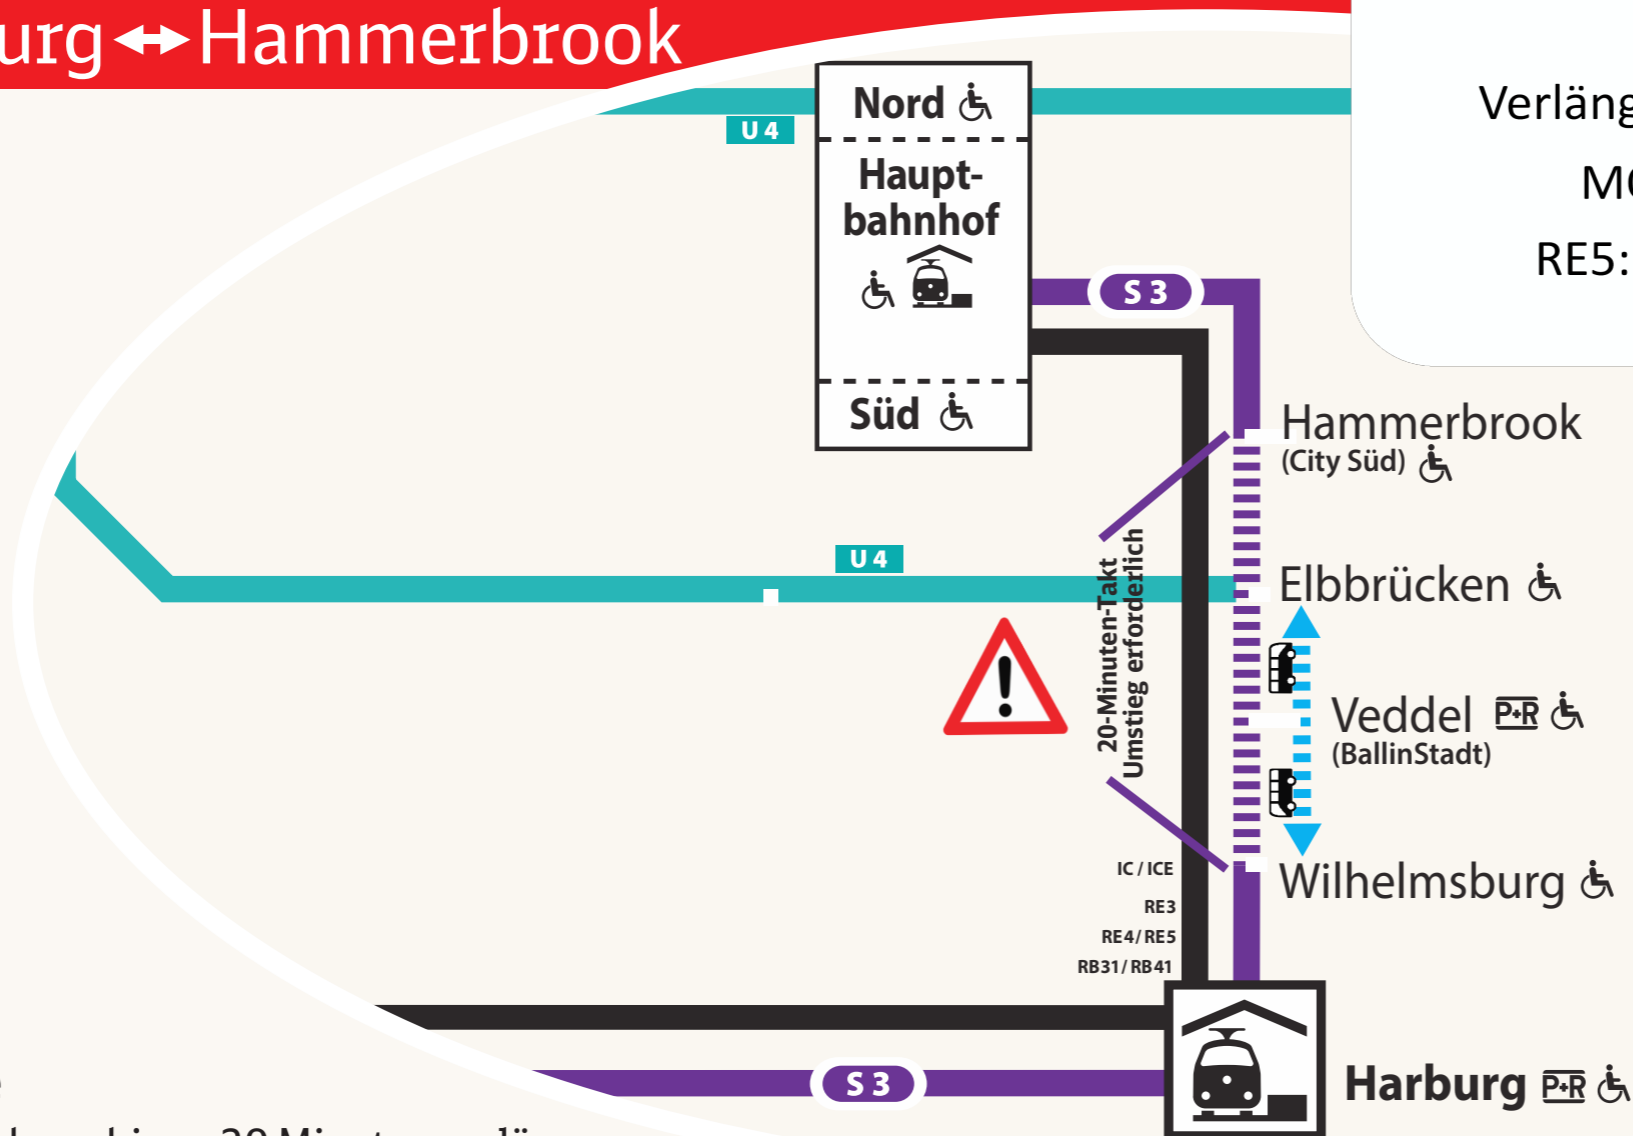 urg ↔ Hammerbrook
Nord
U 4
Haupt-
bahnhof
S 3
Süd
Verläng
RE5:
Hammerbrook
(City Süd)
U 4
Elbbrücken
20-Minuten-Takt
Umstieg erforderlich
Veddel P+R
(BallinStadt)
IC / ICE
Wilhelmsburg
RE3
RE4/RE5
RB31/RB41
S 3
Harburg P+R